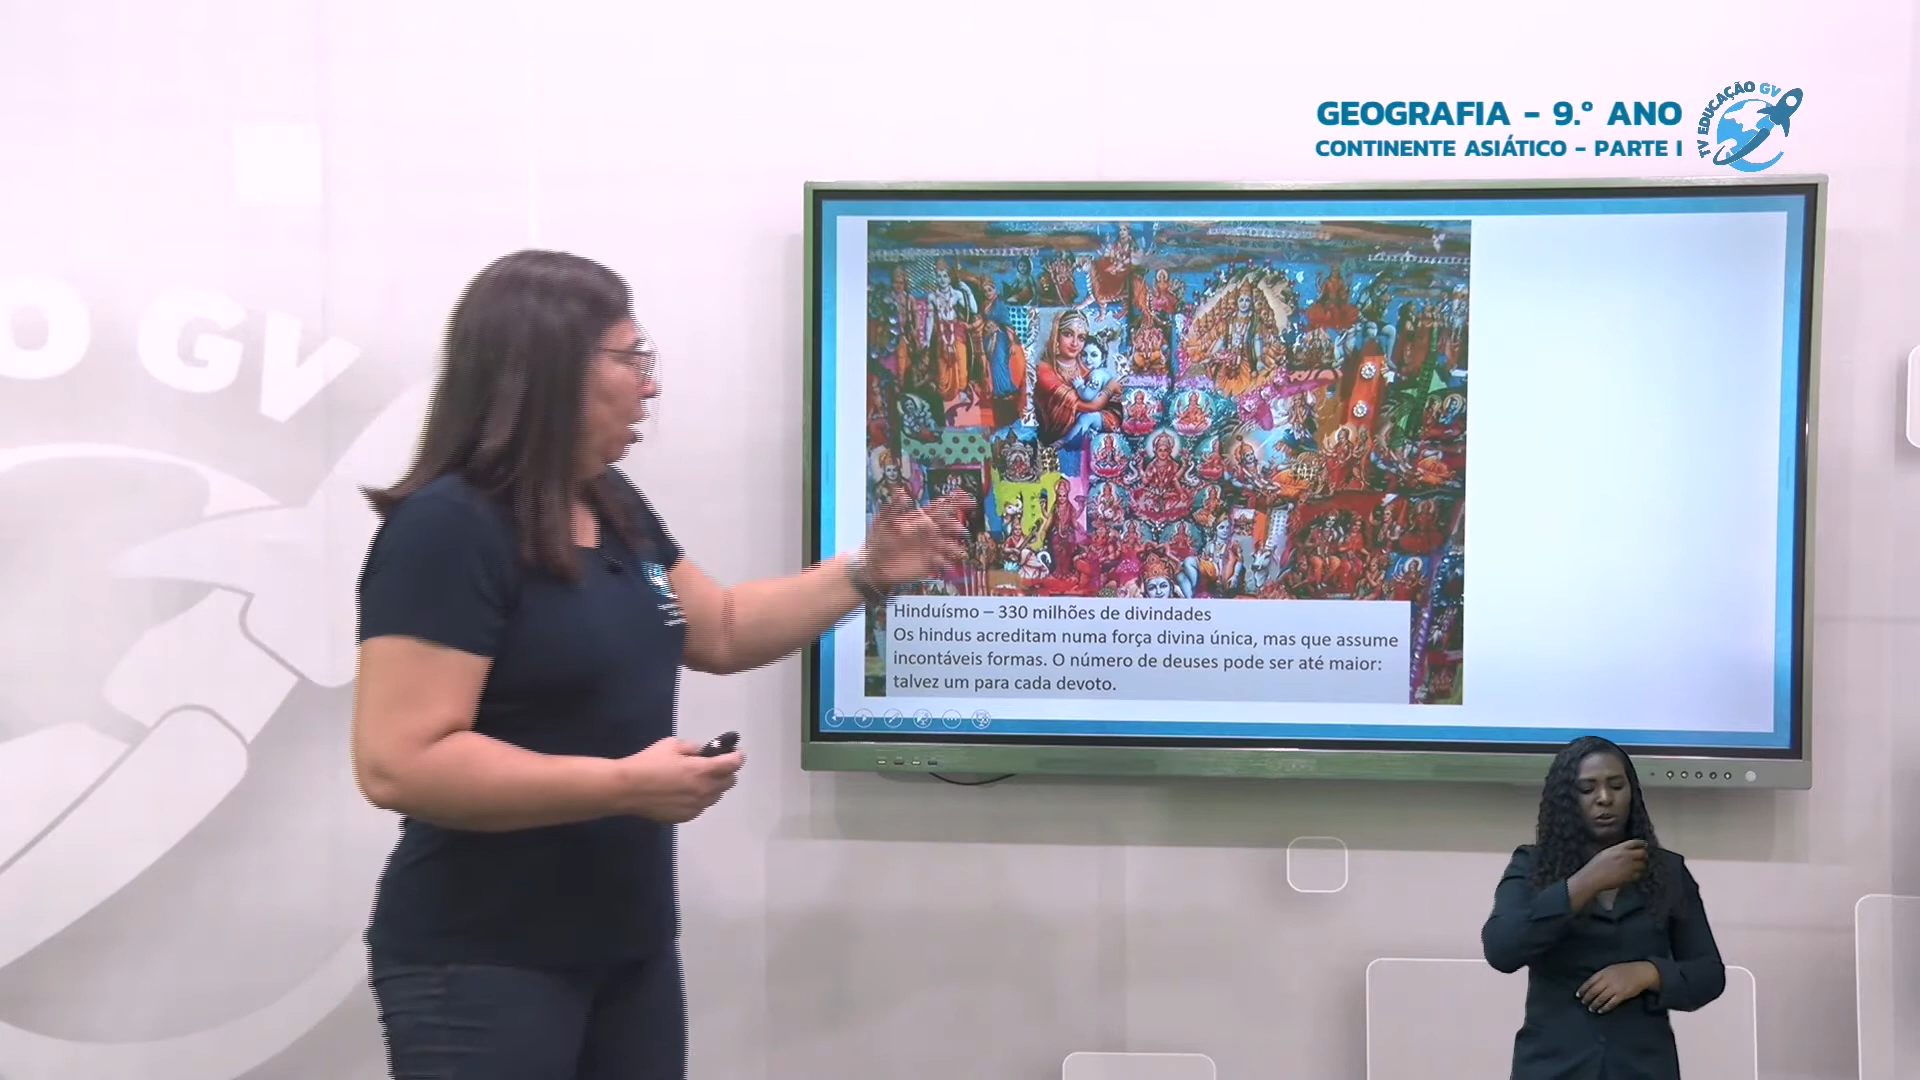 GEOGRAFIA - 9.º ANO
CONTINENTE ASIÁTICO - PARTE I
TV EDUCAÇÃO GV
O GV
Hinduísmo – 330 milhões de divindades
Os hindus acreditam numa força divina única, mas que assume
incontáveis formas. O número de deuses pode ser até maior:
talvez um para cada devoto.